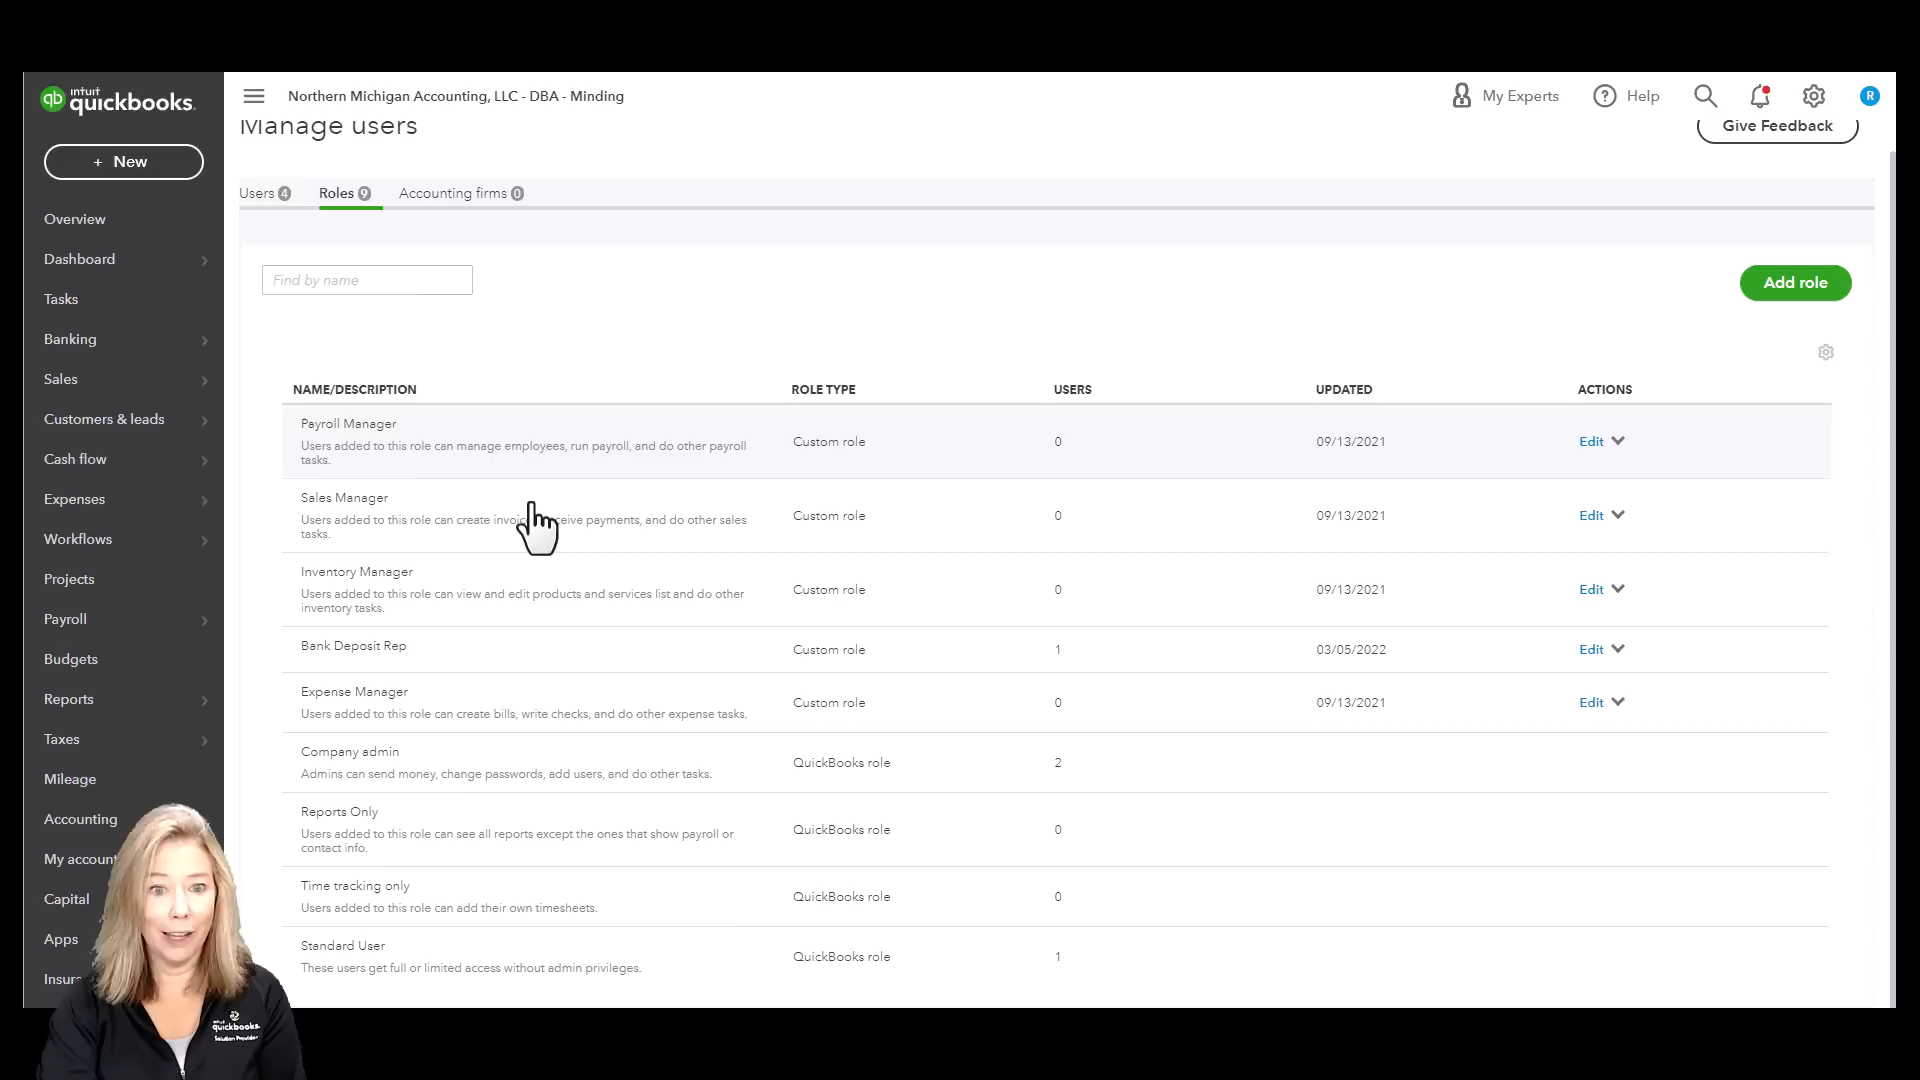 intuit
quickbooks.
Northern Michigan Accounting, LLC - DBA - Minding
My Experts
Help
R
Manage users
Give Feedback
+ New
Users 4
Roles 9
Accounting firms 0
Overview
Dashboard
Tasks
Banking
Sales
Customers & leads
Cash flow
Expenses
Workflows
Projects
Payroll
Budgets
Reports
Taxes
Mileage
Accounting
My account
Capital
Apps
Insur
Find by name
Add role
NAME/DESCRIPTION ROLE TYPE USERS UPDATED ACTIONS
Payroll Manager
Users added to this role can manage employees, run payroll, and do other payroll
tasks.
Custom role 0 09/13/2021 Edit
Sales Manager
Users added to this role can create invoic eive payments, and do other sales
tasks.
Custom role 0 09/13/2021 Edit
Inventory Manager
Users added to this role can view and edit products and services list and do other
inventory tasks.
Custom role 0 09/13/2021 Edit
Bank Deposit Rep
Custom role 1 03/05/2022 Edit
Expense Manager
Users added to this role can create bills, write checks, and do other expense tasks.
Custom role 0 09/13/2021 Edit
Company admin
Admins can send money, change passwords, add users, and do other tasks.
QuickBooks role 2
Reports Only
Users added to this role can see all reports except the ones that show payroll or
contact info.
QuickBooks role 0
Time tracking only
Users added to this role can add their own timesheets.
QuickBooks role 0
Standard User
These users get full or limited access without admin privileges.
QuickBooks role 1
quickbooks.
Solution Provider